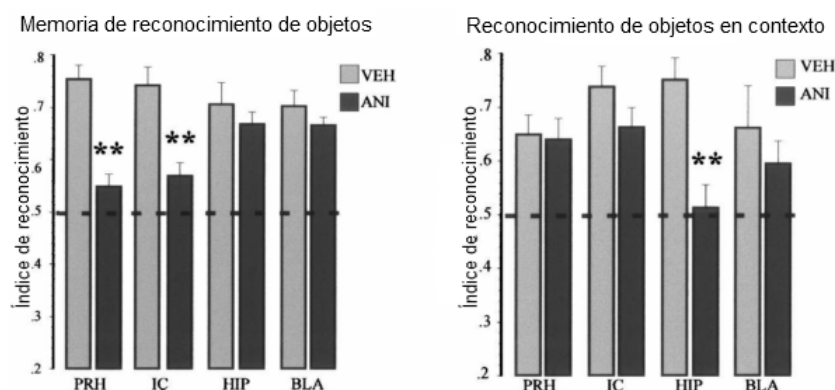 Memoria de reconocimiento de objetos
Índice de reconocimiento
.8
.7
.6
.5
.4
.3
.2
VEH
ANI
**
**
PRH IC HIP BLA
Reconocimiento de objetos en contexto
Índice de reconocimiento
.8
.7
.6
.5
.4
.3
.2
VEH
ANI
**
PRH IC HIP BLA